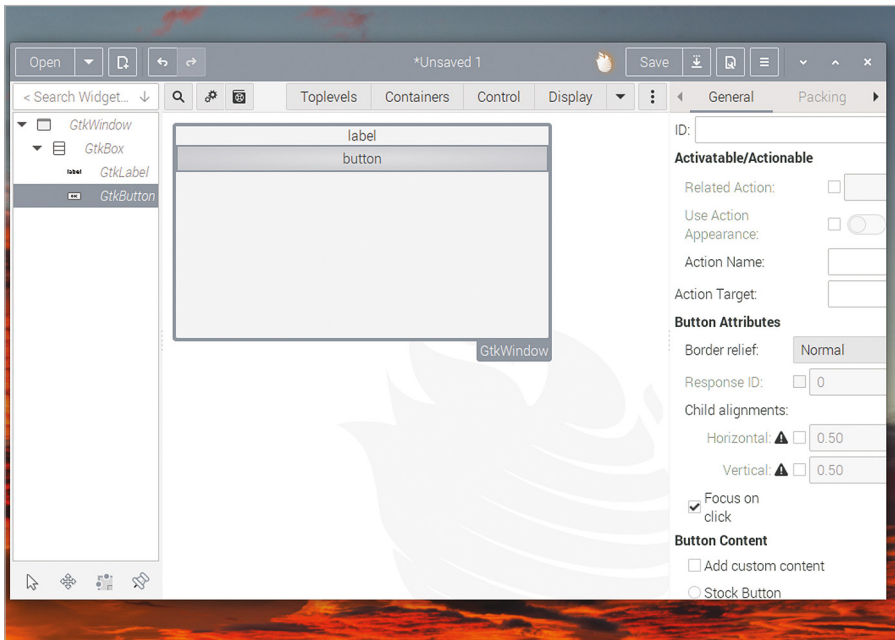 Open
*Unsaved 1
Save
< Search Widget...
Toplevels
Containers
Control
Display
General
Packing
GtkWindow
GtkBox
label
GtkLabel
OK
GtkButton
label
button
GtkWindow
ID:
Activatable/Actionable
Related Action:
Use Action
Appearance:
Action Name:
Action Target:
Button Attributes
Border relief:
Normal
Response ID:
0
Child alignments:
Horizontal:
0.50
Vertical:
0.50
Focus on
click
Button Content
Add custom content
Stock Button